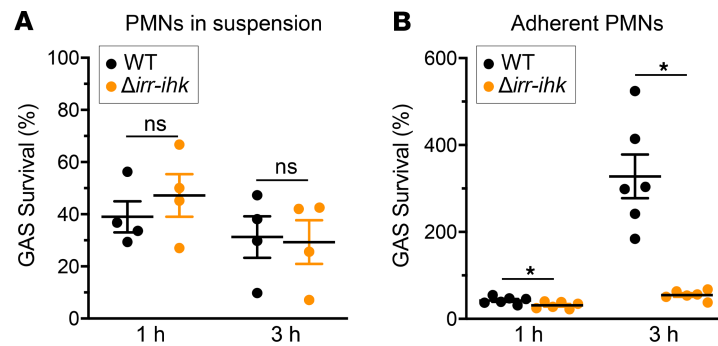 A
PMNs in suspension
GAS Survival (%)
100
80
60
40
20
0
WT
Δirr-ihk
ns
ns
1 h
3 h
B
Adherent PMNs
GAS Survival (%)
600
400
200
0
WT
Δirr-ihk
*
*
1 h
3 h